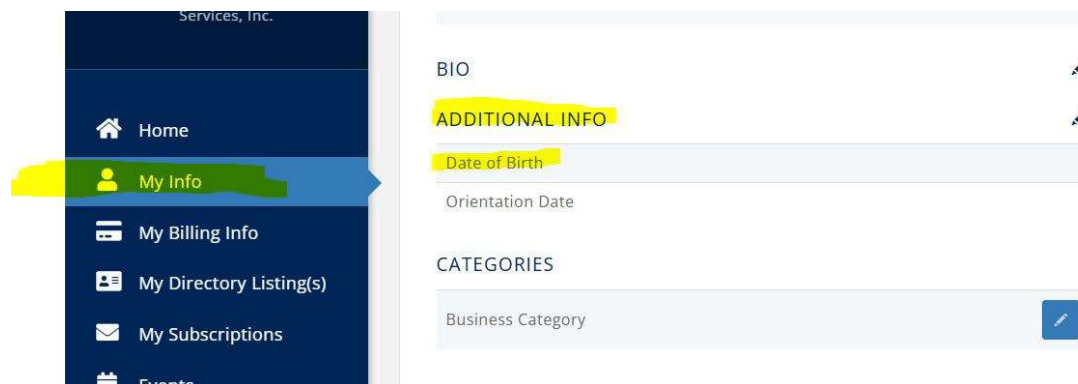 Services, Inc.
Home
My Info
My Billing Info
My Directory Listing(s)
My Subscriptions
Events
BIO
ADDITIONAL INFO
Date of Birth
Orientation Date
CATEGORIES
Business Category